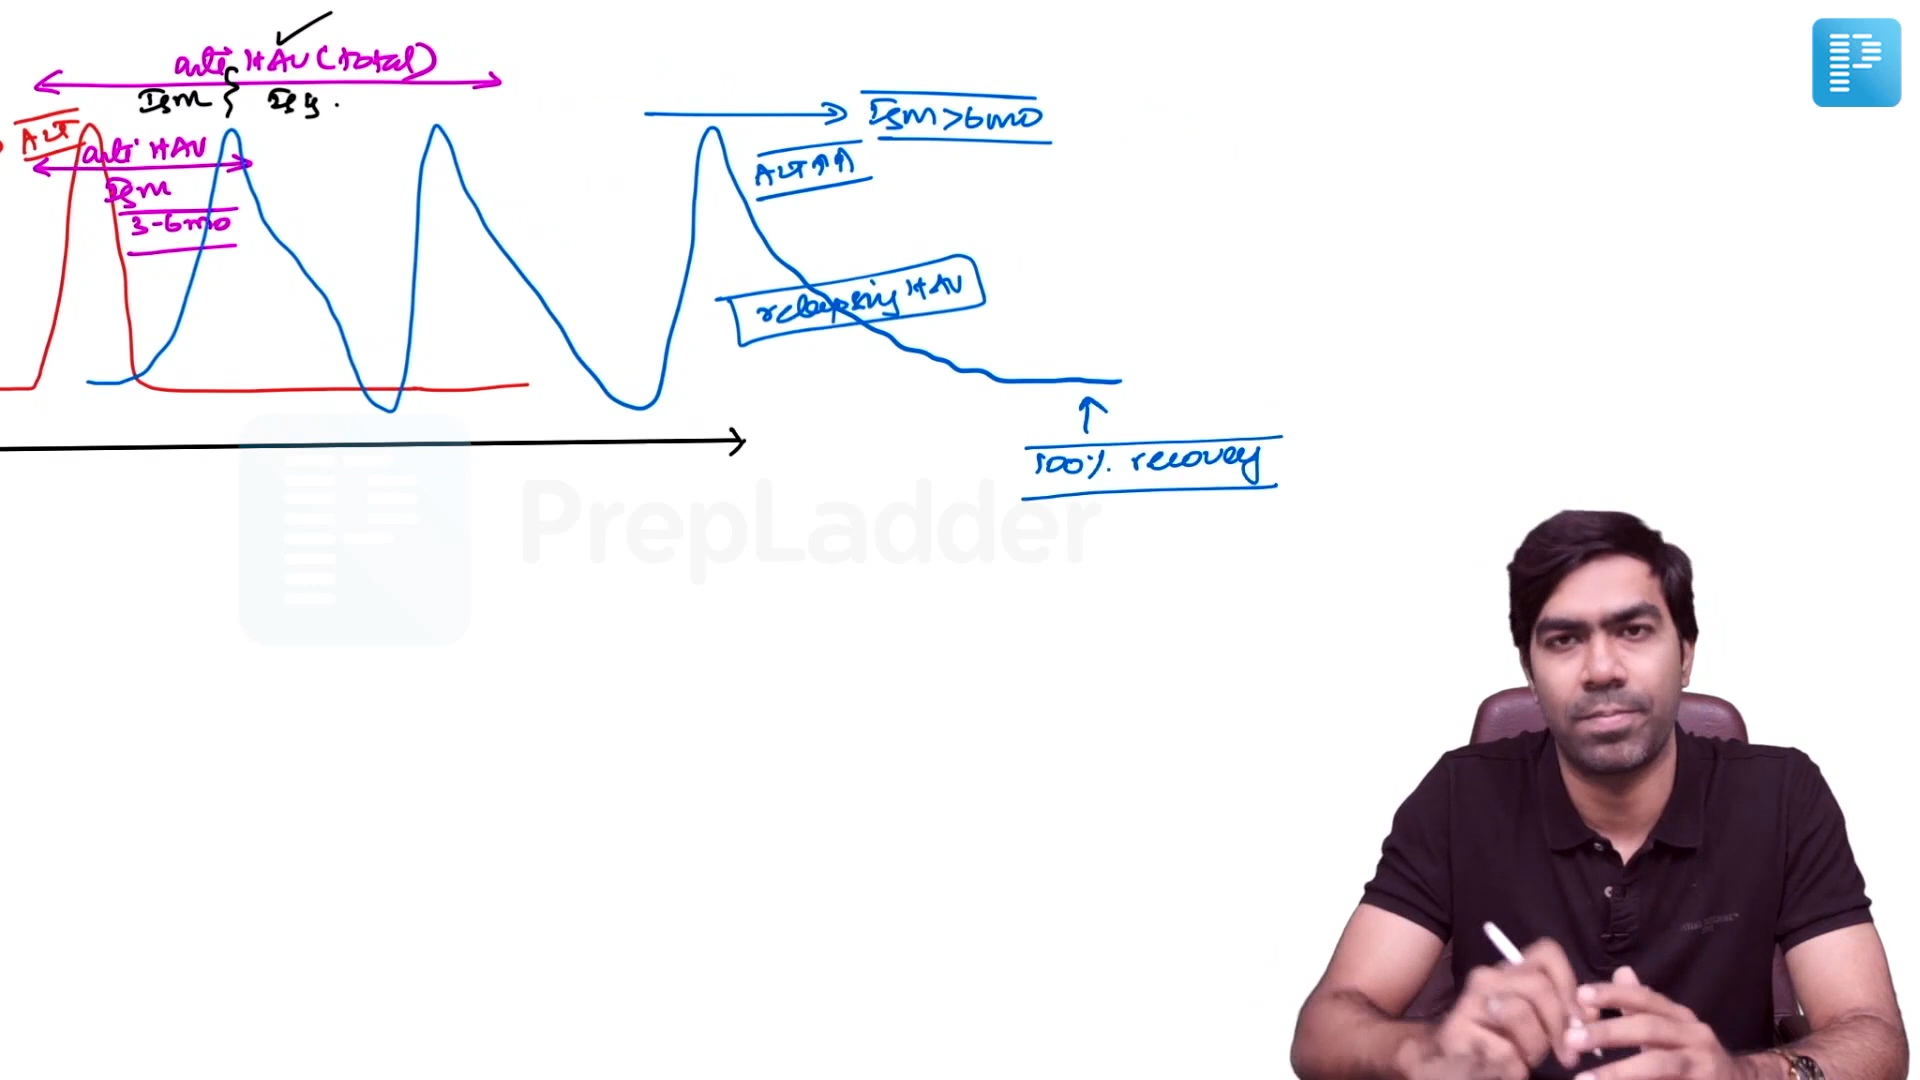 anti HAV (total)
IgM } IgG.
ALT
anti HAV
IgM
3-6mo
IgM>6mo
ALT↑↑
relapsing HAV
100% recovery
PrepLadder